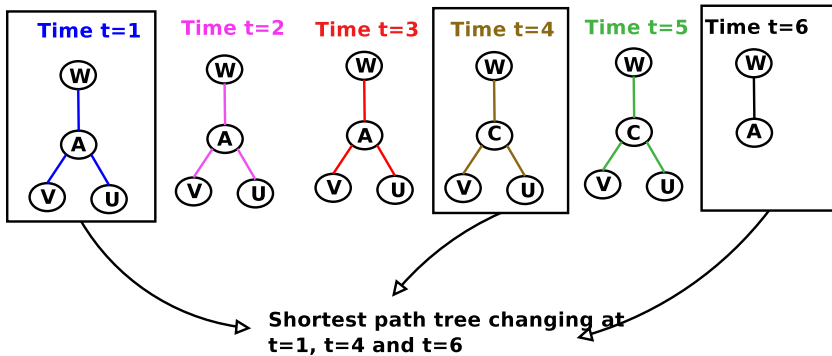 Time t=1 Time t=2 Time t=3 Time t=4 Time t=5 Time t=6
W W W W W W
A A A C C A
V U V U V U V U V U
Shortest path tree changing at
t=1, t=4 and t=6